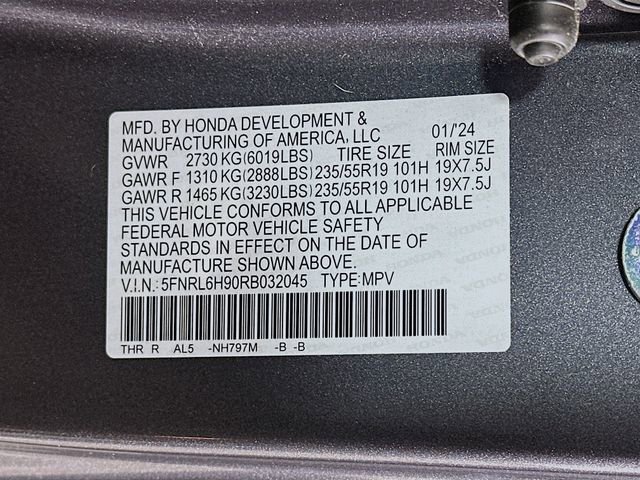 MFD. BY HONDA DEVELOPMENT &
MANUFACTURING OF AMERICA, LLC 01/'24
GVWR 2730 KG(6019LBS) TIRE SIZE RIM SIZE
GAWR F 1310 KG(2888LBS) 235/55R19 101H 19X7.5J
GAWR R 1465 KG(3230LBS) 235/55R19 101H 19X7.5J
THIS VEHICLE CONFORMS TO ALL APPLICABLE
FEDERAL MOTOR VEHICLE SAFETY
STANDARDS IN EFFECT ON THE DATE OF
MANUFACTURE SHOWN ABOVE.
V.I.N.: 5FNRL6H90RB032045 TYPE:MPV
THR R AL5 -NH797M -B -B